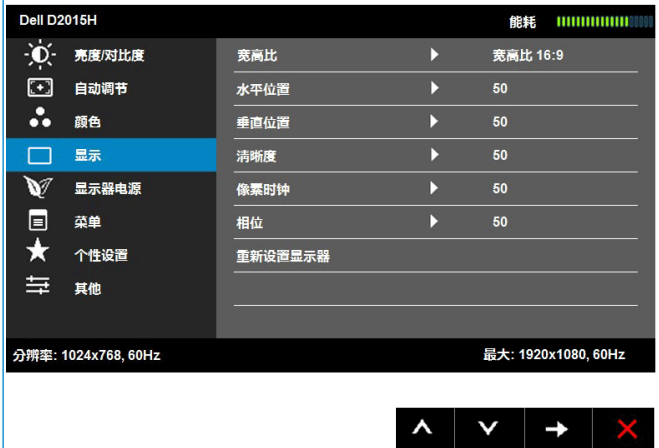 Dell D2015H 能耗
亮度/对比度 宽高比 宽高比 16:9
自动调节 水平位置 50
颜色 垂直位置 50
显示 清晰度 50
显示器电源 像素时钟 50
菜单 相位 50
个性设置 重新设置显示器
其他
分辨率: 1024x768, 60Hz 最大: 1920x1080, 60Hz